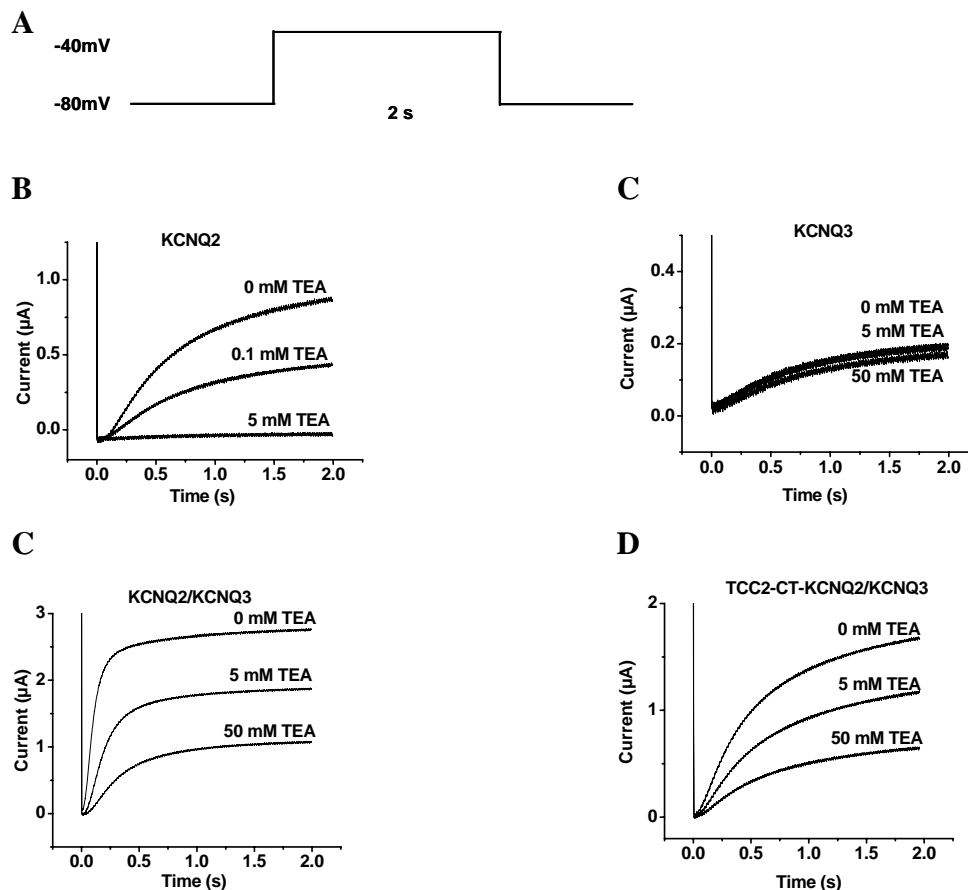 A
-40mV
-80mV
2 s
B
KCNQ2
1.0
0.5
0.0
Current (µA)
0 mM TEA
0.1 mM TEA
5 mM TEA
0.0 0.5 1.0 1.5 2.0
Time (s)
C
KCNQ3
0.4
0.2
0.0
Current (µA)
0 mM TEA
5 mM TEA
50 mM TEA
0.0 0.5 1.0 1.5 2.0
Time (s)
C
KCNQ2/KCNQ3
3
2
1
0
Current (µA)
0 mM TEA
5 mM TEA
50 mM TEA
0.0 0.5 1.0 1.5 2.0
Time (s)
D
TCC2-CT-KCNQ2/KCNQ3
2
1
0
Current (µA)
0 mM TEA
5 mM TEA
50 mM TEA
0.0 0.5 1.0 1.5 2.0
Time (s)